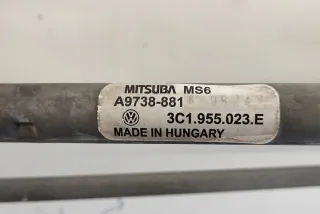 MITSUBA MS6
A9738-881
3C1.955.023.E
MADE IN HUNGARY